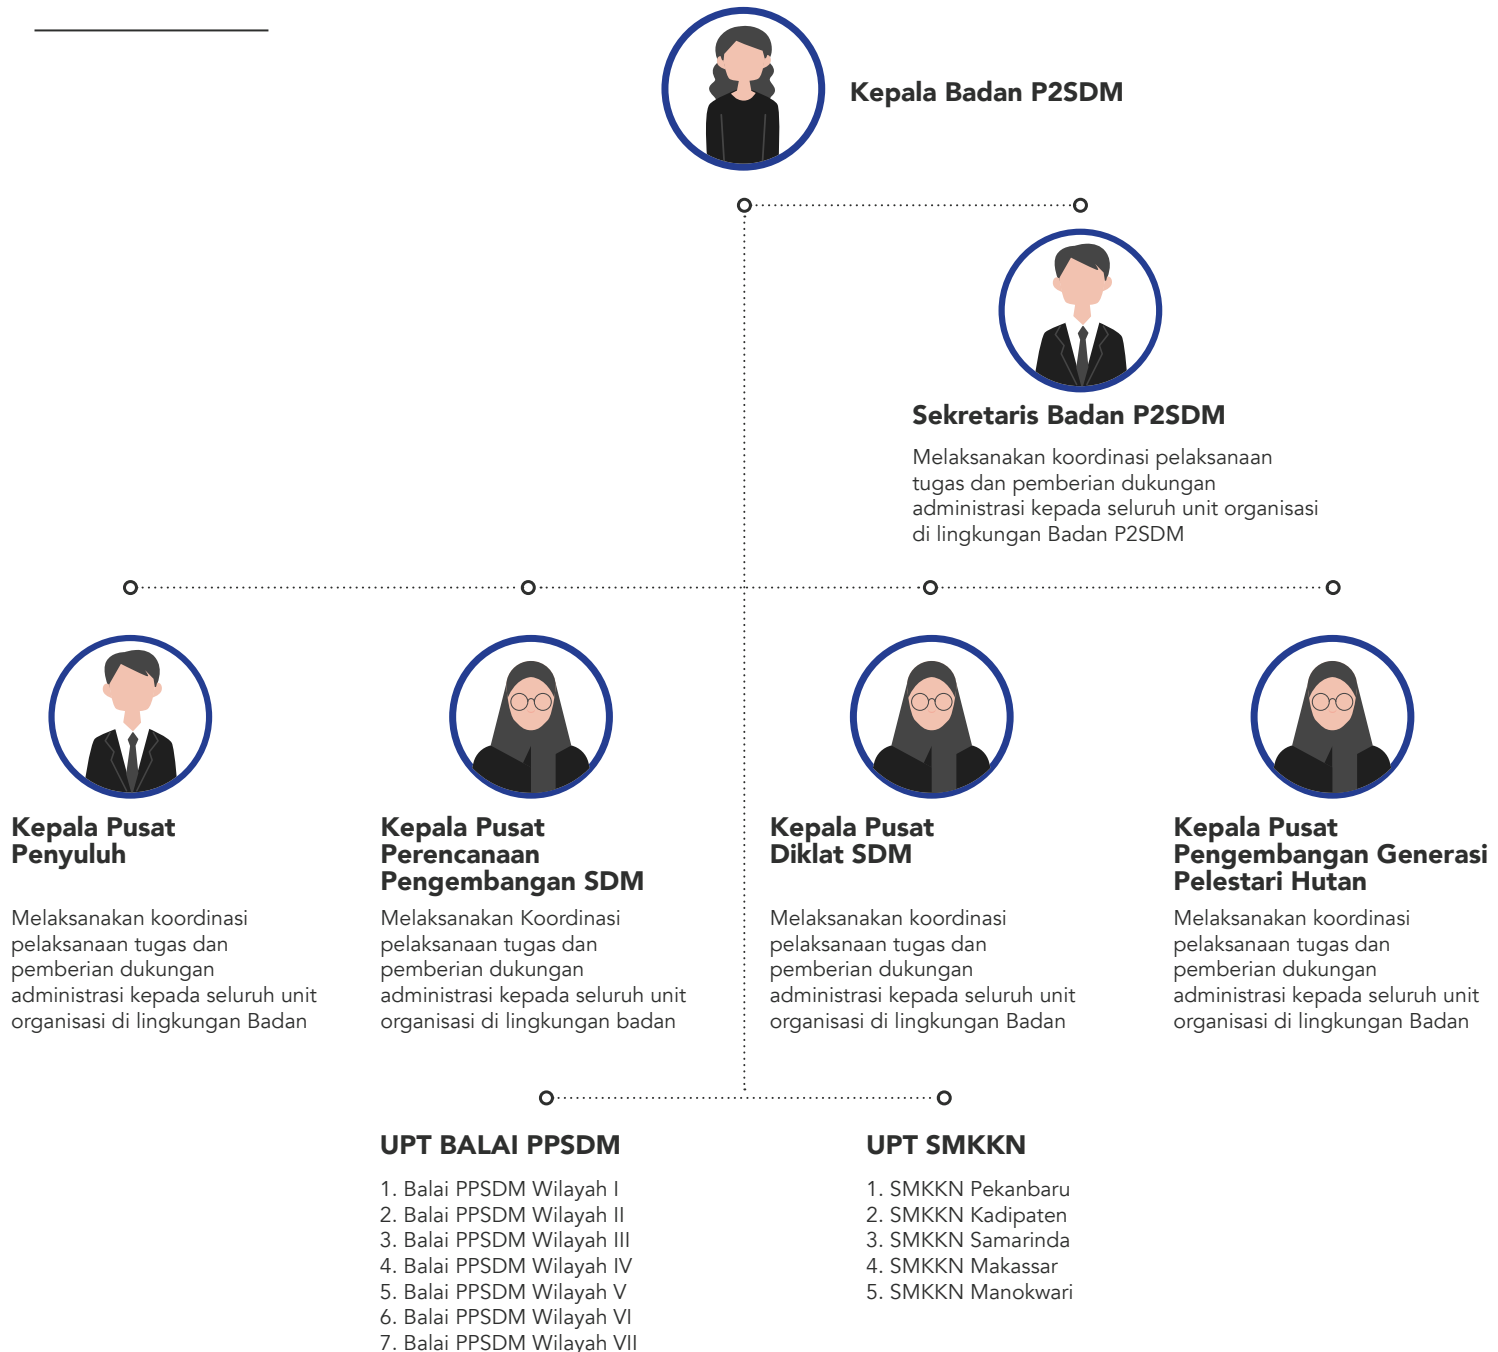 Kepala Badan P2SDM
Sekretaris Badan P2SDM
Melaksanakan koordinasi pelaksanaan
tugas dan pemberian dukungan
administrasi kepada seluruh unit organisasi
di lingkungan Badan P2SDM
Kepala Pusat
Penyuluh
Melaksanakan koordinasi
pelaksanaan tugas dan
pemberian dukungan
administrasi kepada seluruh unit
organisasi di lingkungan Badan
Kepala Pusat
Perencanaan
Pengembangan SDM
Melaksanakan Koordinasi
pelaksanaan tugas dan
pemberian dukungan
administrasi kepada seluruh unit
organisasi di lingkungan badan
Kepala Pusat
Diklat SDM
Melaksanakan koordinasi
pelaksanaan tugas dan
pemberian dukungan
administrasi kepada seluruh unit
organisasi di lingkungan Badan
Kepala Pusat
Pengembangan Generasi
Pelestari Hutan
Melaksanakan koordinasi
pelaksanaan tugas dan
pemberian dukungan
administrasi kepada seluruh unit
organisasi di lingkungan Badan
UPT BALAI PPSDM
1. Balai PPSDM Wilayah I
2. Balai PPSDM Wilayah II
3. Balai PPSDM Wilayah III
4. Balai PPSDM Wilayah IV
5. Balai PPSDM Wilayah V
6. Balai PPSDM Wilayah VI
7. Balai PPSDM Wilayah VII
UPT SMKKN
1. SMKKN Pekanbaru
2. SMKKN Kadipaten
3. SMKKN Samarinda
4. SMKKN Makassar
5. SMKKN Manokwari